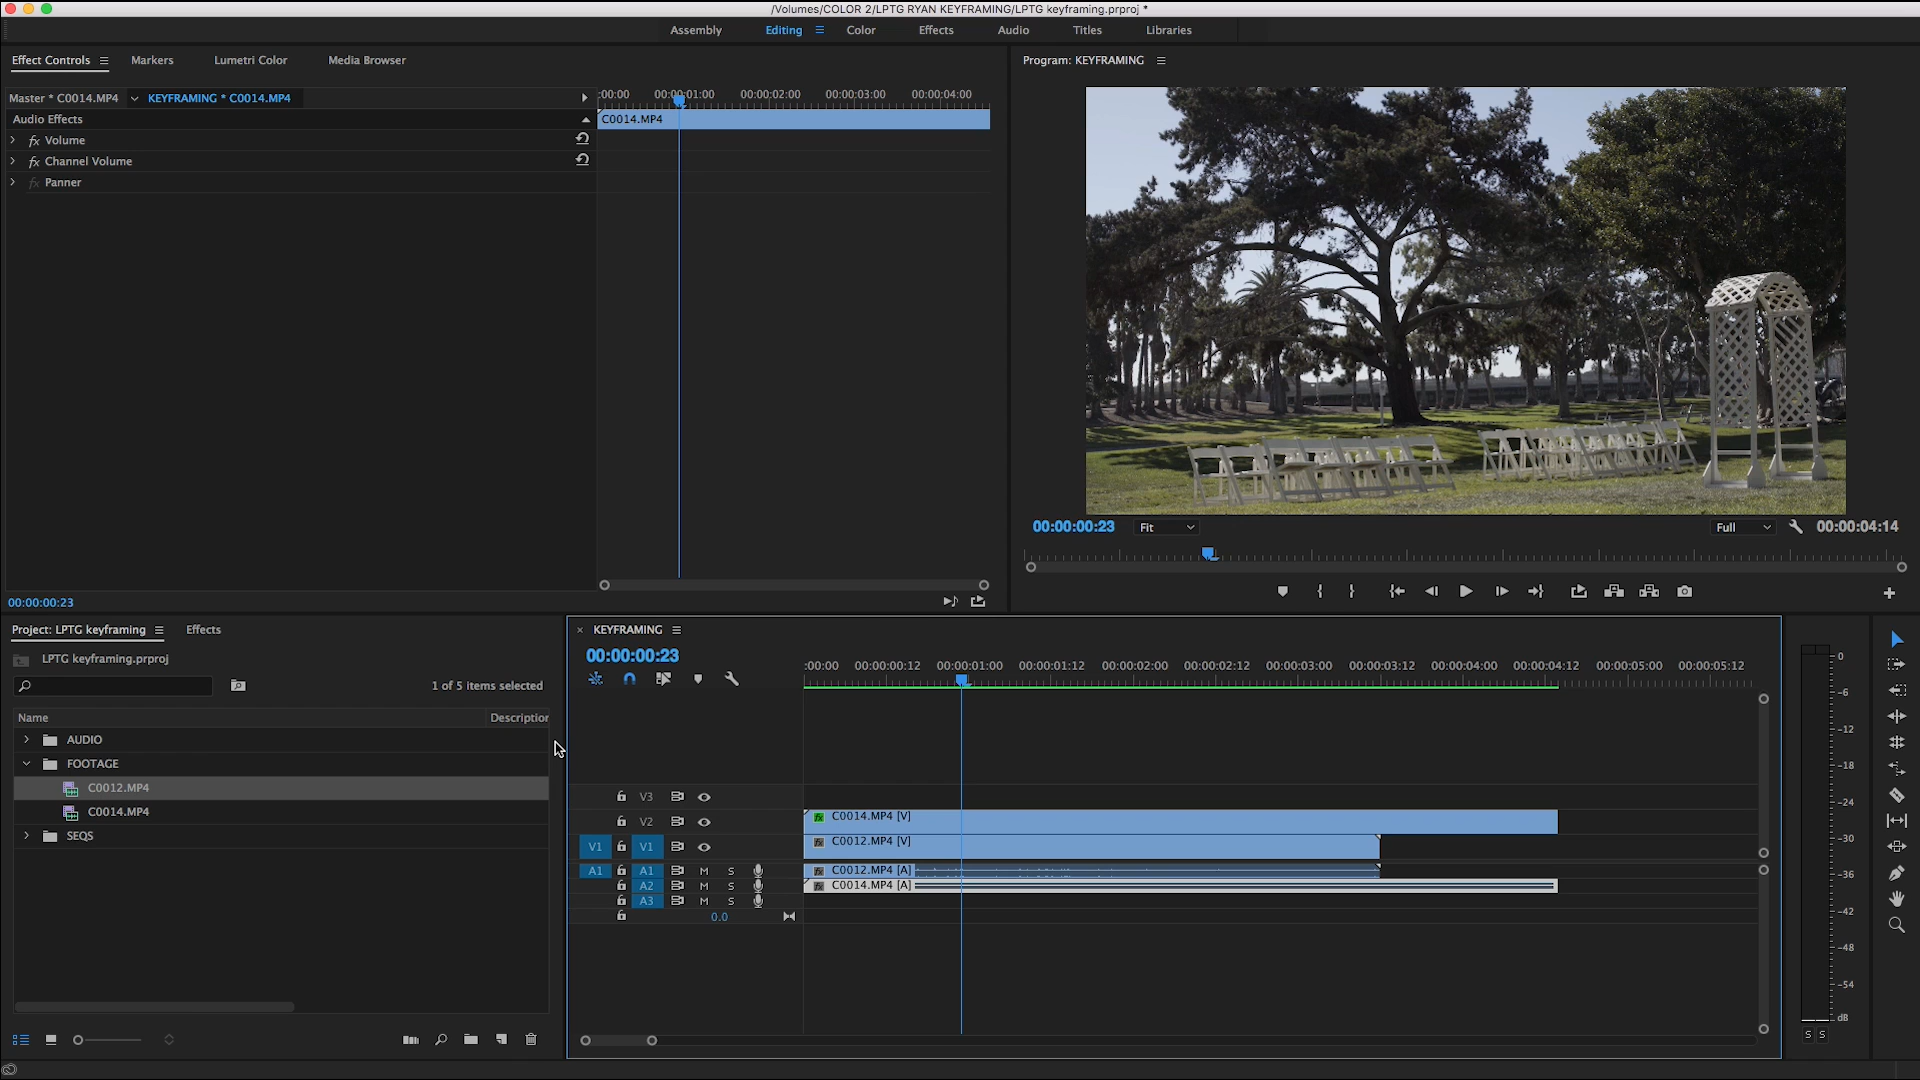 /Volumes/COLOR 2/LPTG RYAN KEYFRAMING/LPTG keyframing.prproj *
Assembly Editing Color Effects Audio Titles Libraries
Effect Controls Markers Lumetri Color Media Browser
Program: KEYFRAMING
Master * C0014.MP4 KEYFRAMING * C0014.MP4
:00:00 00:00:01:00 00:00:02:00 00:00:03:00 00:00:04:00
Audio Effects
C0014.MP4
fx Volume
fx Channel Volume
fx Panner
00:00:00:23 Fit Full 00:00:04:14
00:00:00:23
Project: LPTG keyframing Effects
LPTG keyframing.prproj
1 of 5 items selected
Name Description
AUDIO
FOOTAGE
C0012.MP4
C0014.MP4
SEQS
× KEYFRAMING
00:00:00:23
:00:00 00:00:00:12 00:00:01:00 00:00:01:12 00:00:02:00 00:00:02:12 00:00:03:00 00:00:03:12 00:00:04:00 00:00:04:12 00:00:05:00 00:00:05:12
V3
V2 fx C0014.MP4 [V]
V1 V1 fx C0012.MP4 [V]
A1 A1 M S fx C0012.MP4 [A]
A2 M S fx C0014.MP4 [A]
A3 M S
0.0
0
-6
-12
-18
-24
-30
-36
-42
-48
-54
dB
S S